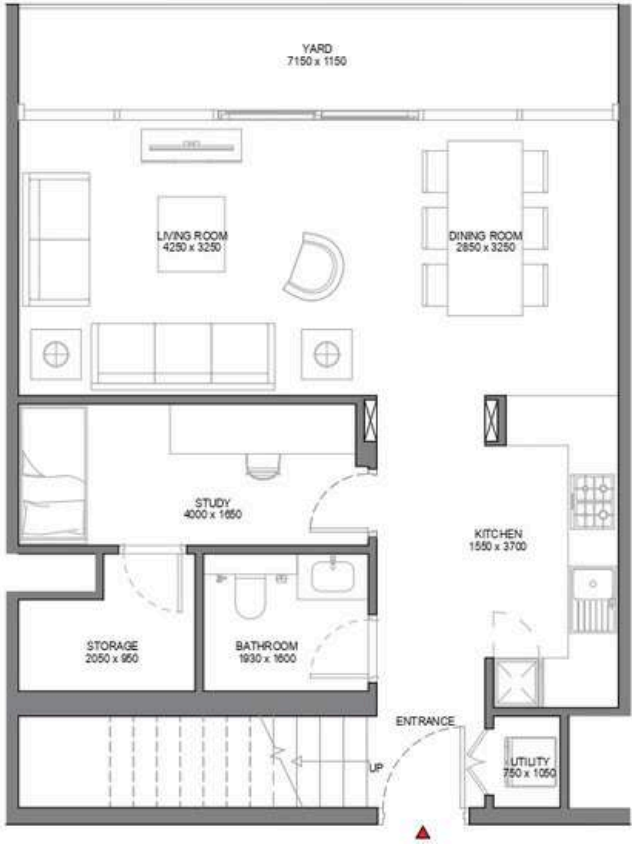 YARD
7150 x 1150
LIVING ROOM
4250 x 3250
DINING ROOM
2850 x 3250
STUDY
4000 x 1650
KITCHEN
1550 x 3700
STORAGE
2050 x 950
BATHROOM
1930 x 1600
ENTRANCE
UP
UTILITY
750 x 1050